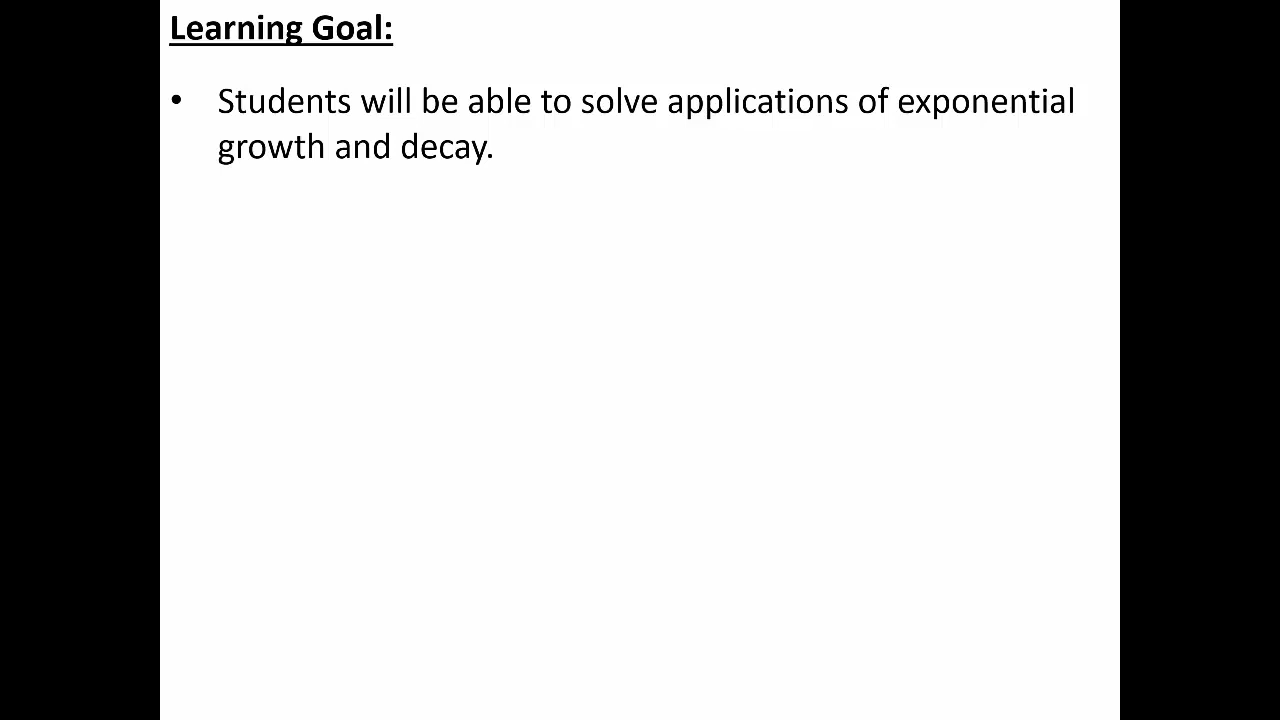 Learning Goal:
• Students will be able to solve applications of exponential
growth and decay.